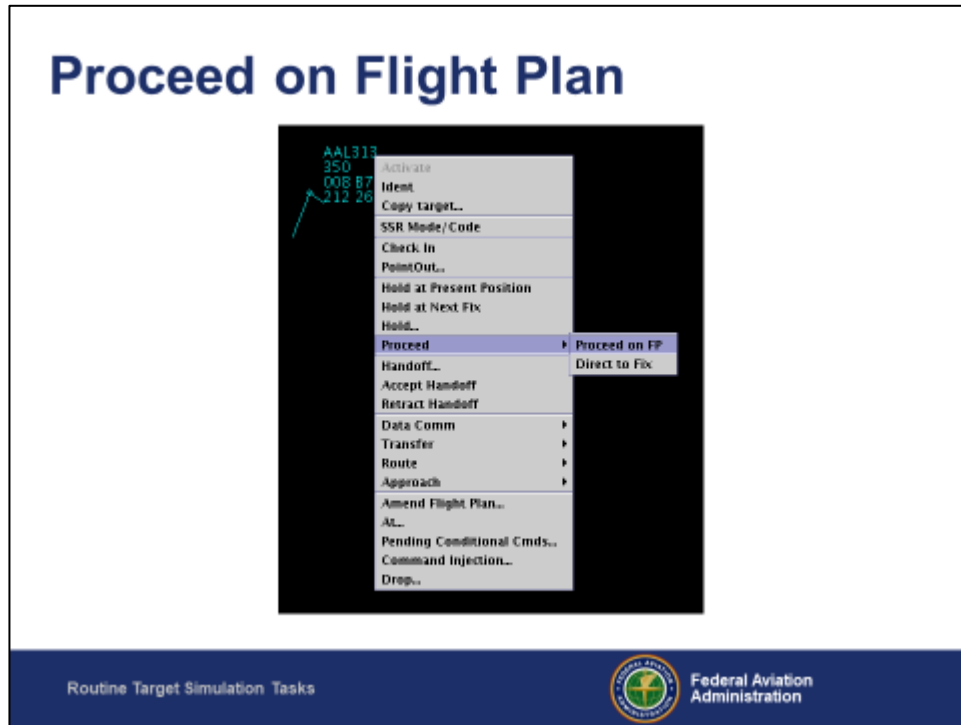 Proceed on Flight Plan
AAL313
350
008 B7
212 26
Activate
Ident
Copy target...
SSR Mode/Code
Check In
PointOut...
Hold at Present Position
Hold at Next Fix
Hold...
Proceed
Proceed on FP
Direct to Fix
Handoff...
Accept Handoff
Retract Handoff
Data Comm
Transfer
Route
Approach
Amend Flight Plan...
At...
Pending Conditional Cmds...
Command Injection...
Drop...
Routine Target Simulation Tasks
Federal Aviation
Administration